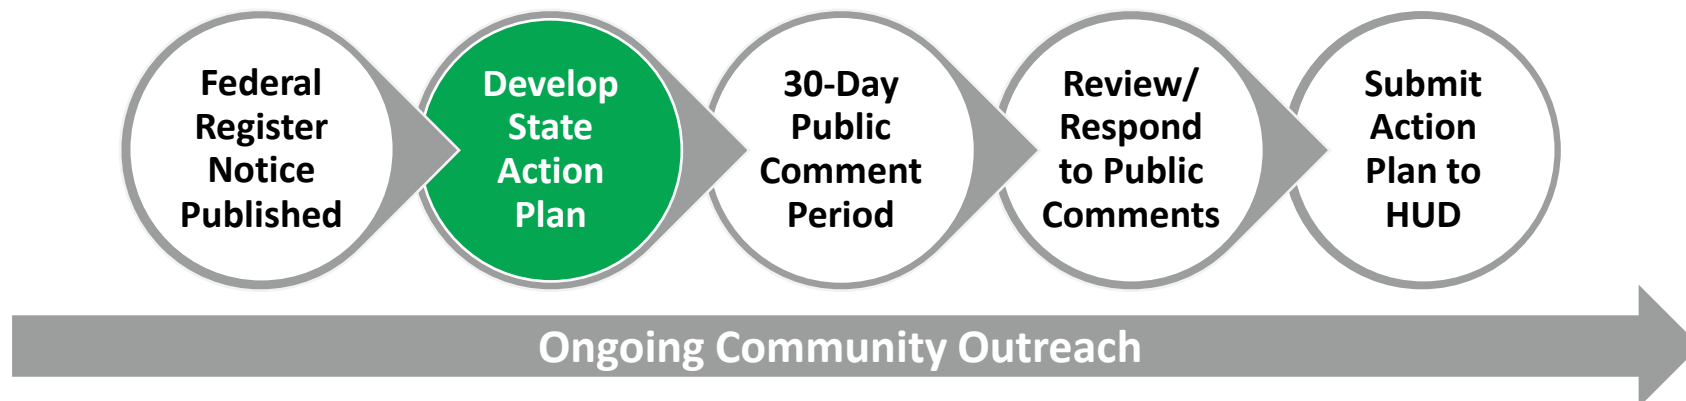 Federal
Register
Notice
Published
Develop
State
Action
Plan
30-Day
Public
Comment
Period
Review/
Respond
to Public
Comments
Submit
Action
Plan to
HUD
Ongoing Community Outreach